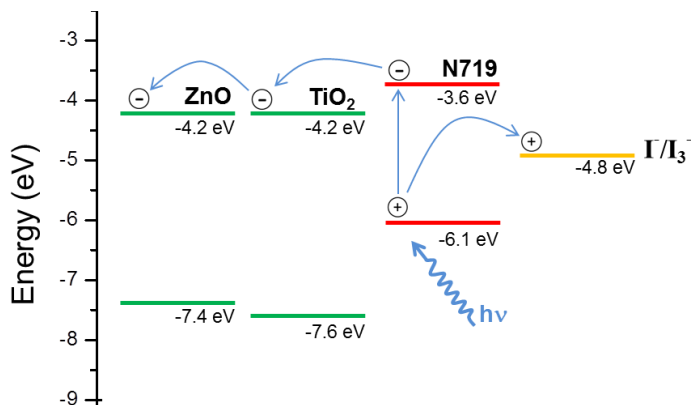 Energy (eV)
-3
-4
-5
-6
-7
-8
-9
ZnO
-4.2 eV
-7.4 eV
TiO₂
-4.2 eV
-7.6 eV
N719
-3.6 eV
-6.1 eV
hν
I⁻/I₃⁻
-4.8 eV
−
−
−
+
+